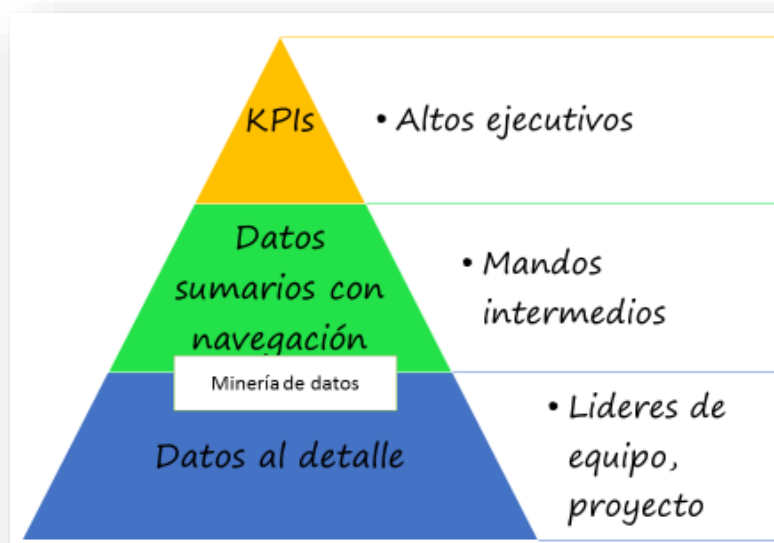 KPIs
• Altos ejecutivos
Datos
sumarios con
navegación
• Mandos
intermedios
Minería de datos
Datos al detalle
• Lideres de
equipo,
proyecto